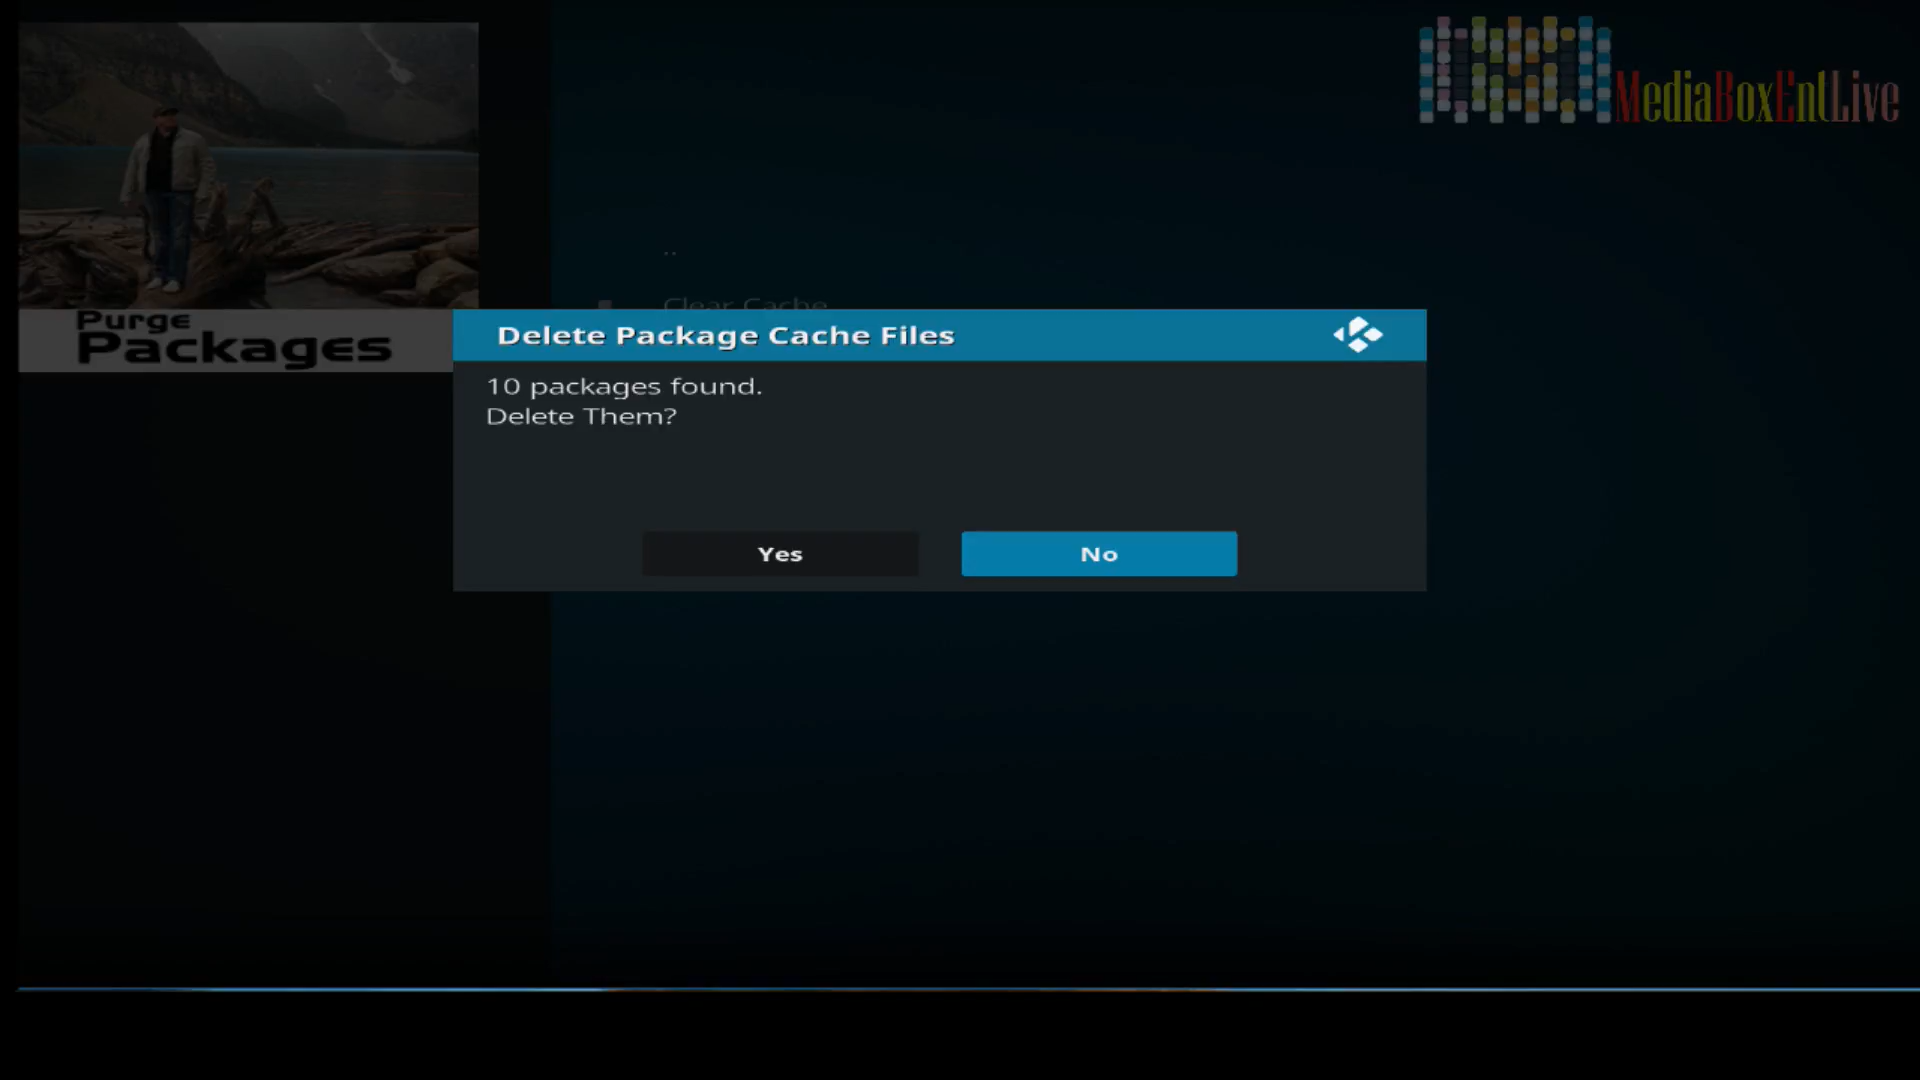 MediaBoxEntLive
..
Clear Cache
Purge
Packages
Delete Package Cache Files
10 packages found.
Delete Them?
Yes
No